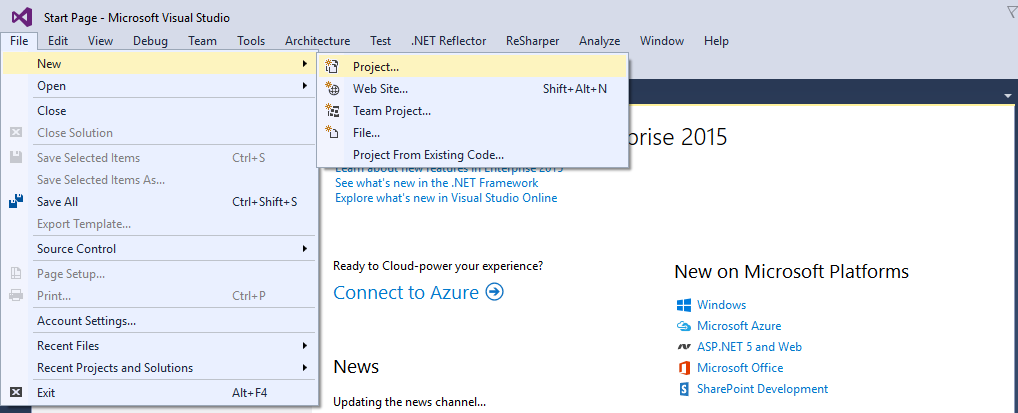 Start Page - Microsoft Visual Studio
File Edit View Debug Team Tools Architecture Test .NET Reflector ReSharper Analyze Window Help
New
Open
Close
Close Solution
Save Selected Items Ctrl+S
Save Selected Items As...
Save All Ctrl+Shift+S
Export Template...
Source Control
Page Setup...
Print... Ctrl+P
Account Settings...
Recent Files
Recent Projects and Solutions
Exit Alt+F4
Project...
Web Site... Shift+Alt+N
Team Project...
File...
Project From Existing Code...
prise 2015
Learn about new features in Enterprise 2015
See what's new in the .NET Framework
Explore what's new in Visual Studio Online
Ready to Cloud-power your experience?
Connect to Azure
News
Updating the news channel...
New on Microsoft Platforms
Windows
Microsoft Azure
ASP.NET 5 and Web
Microsoft Office
SharePoint Development